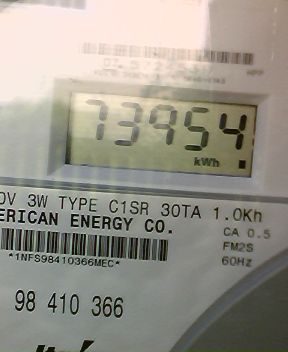 73954
kWh
0V 3W TYPE C1SR 30TA 1.0Kh
ERICAN ENERGY CO.
CA 0.5
FM2S
60Hz
*1NFS98410366MEC*
98 410 366